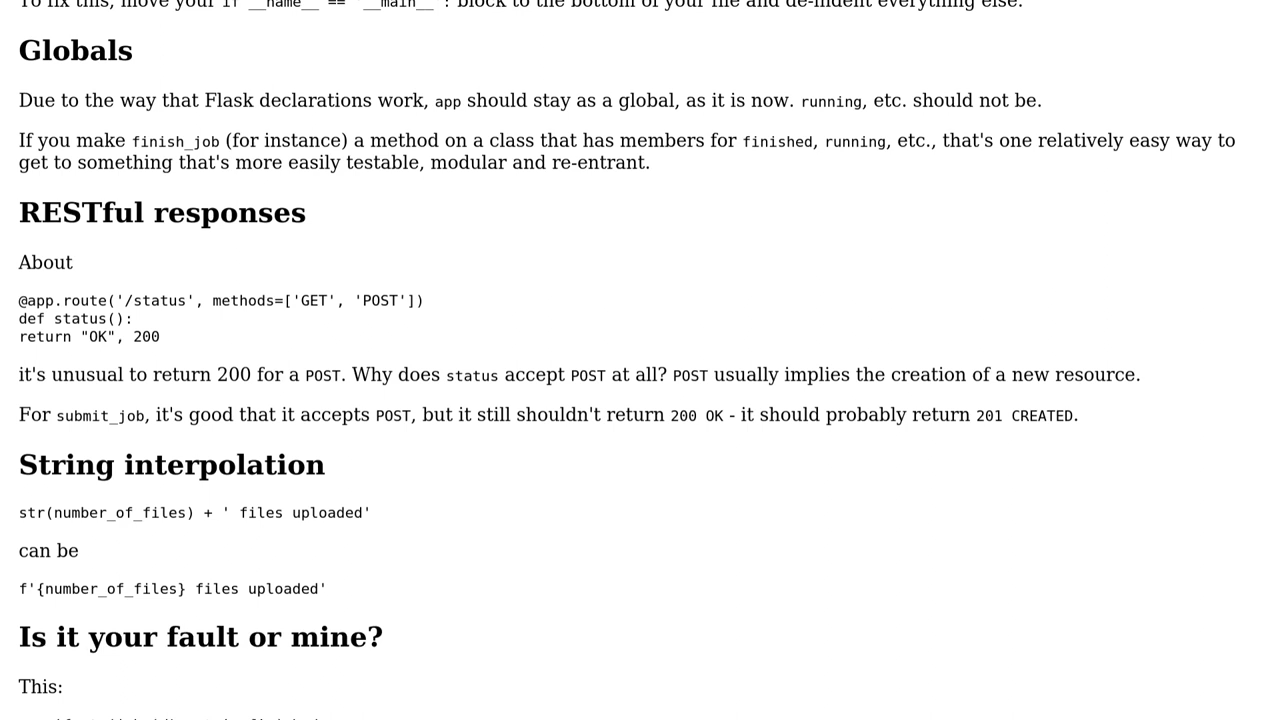 To fix this, move your if __name__ == '__main__': block to the bottom of your file and de-indent everything else.
Globals
Due to the way that Flask declarations work, app should stay as a global, as it is now. running, etc. should not be.
If you make finish_job (for instance) a method on a class that has members for finished, running, etc., that's one relatively easy way to
get to something that's more easily testable, modular and re-entrant.
RESTful responses
About
@app.route('/status', methods=['GET', 'POST'])
def status():
return "OK", 200
it's unusual to return 200 for a POST. Why does status accept POST at all? POST usually implies the creation of a new resource.
For submit_job, it's good that it accepts POST, but it still shouldn't return 200 OK - it should probably return 201 CREATED.
String interpolation
str(number_of_files) + ' files uploaded'
can be
f'{number_of_files} files uploaded'
Is it your fault or mine?
This: